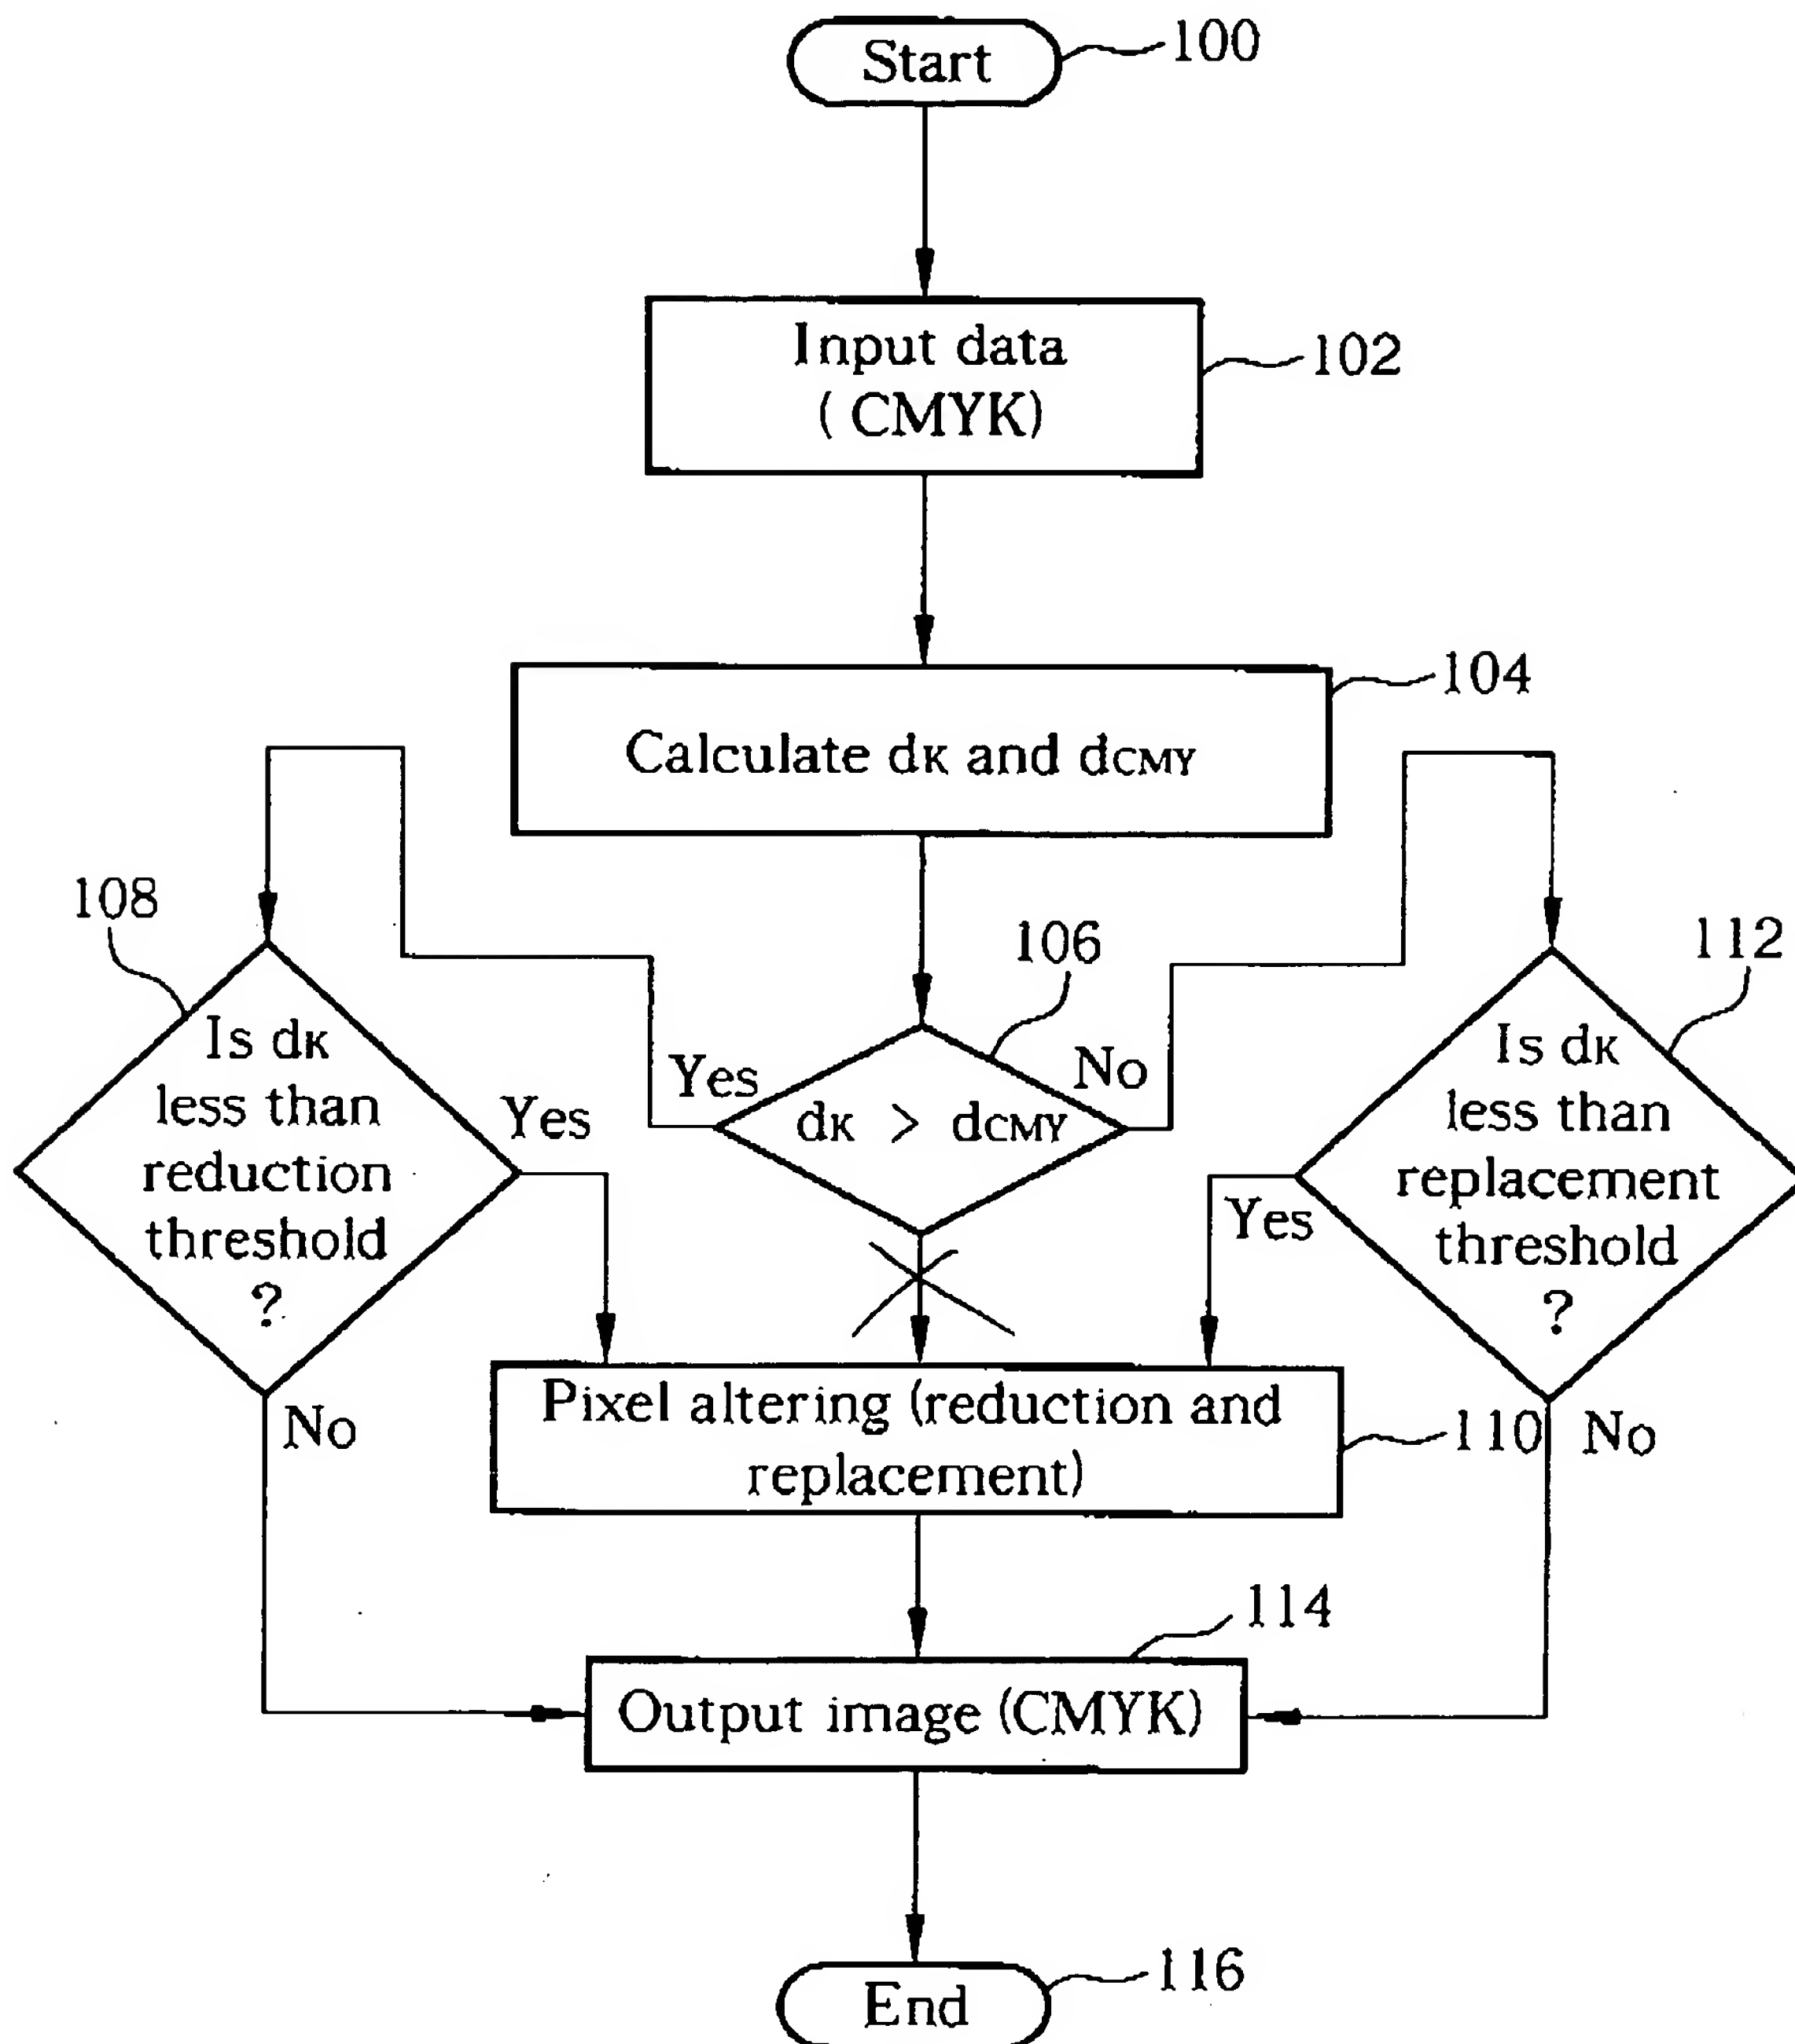 Start
100
Input data
( CMYK)
102
Calculate dK and dCMY
104
108
106
112
Is dK
less than
reduction
threshold
?
Yes
Yes
dK > dCMY
No
Is dK
less than
replacement
threshold
?
Yes
No
Pixel altering (reduction and
replacement)
110
No
114
Output image (CMYK)
End
116